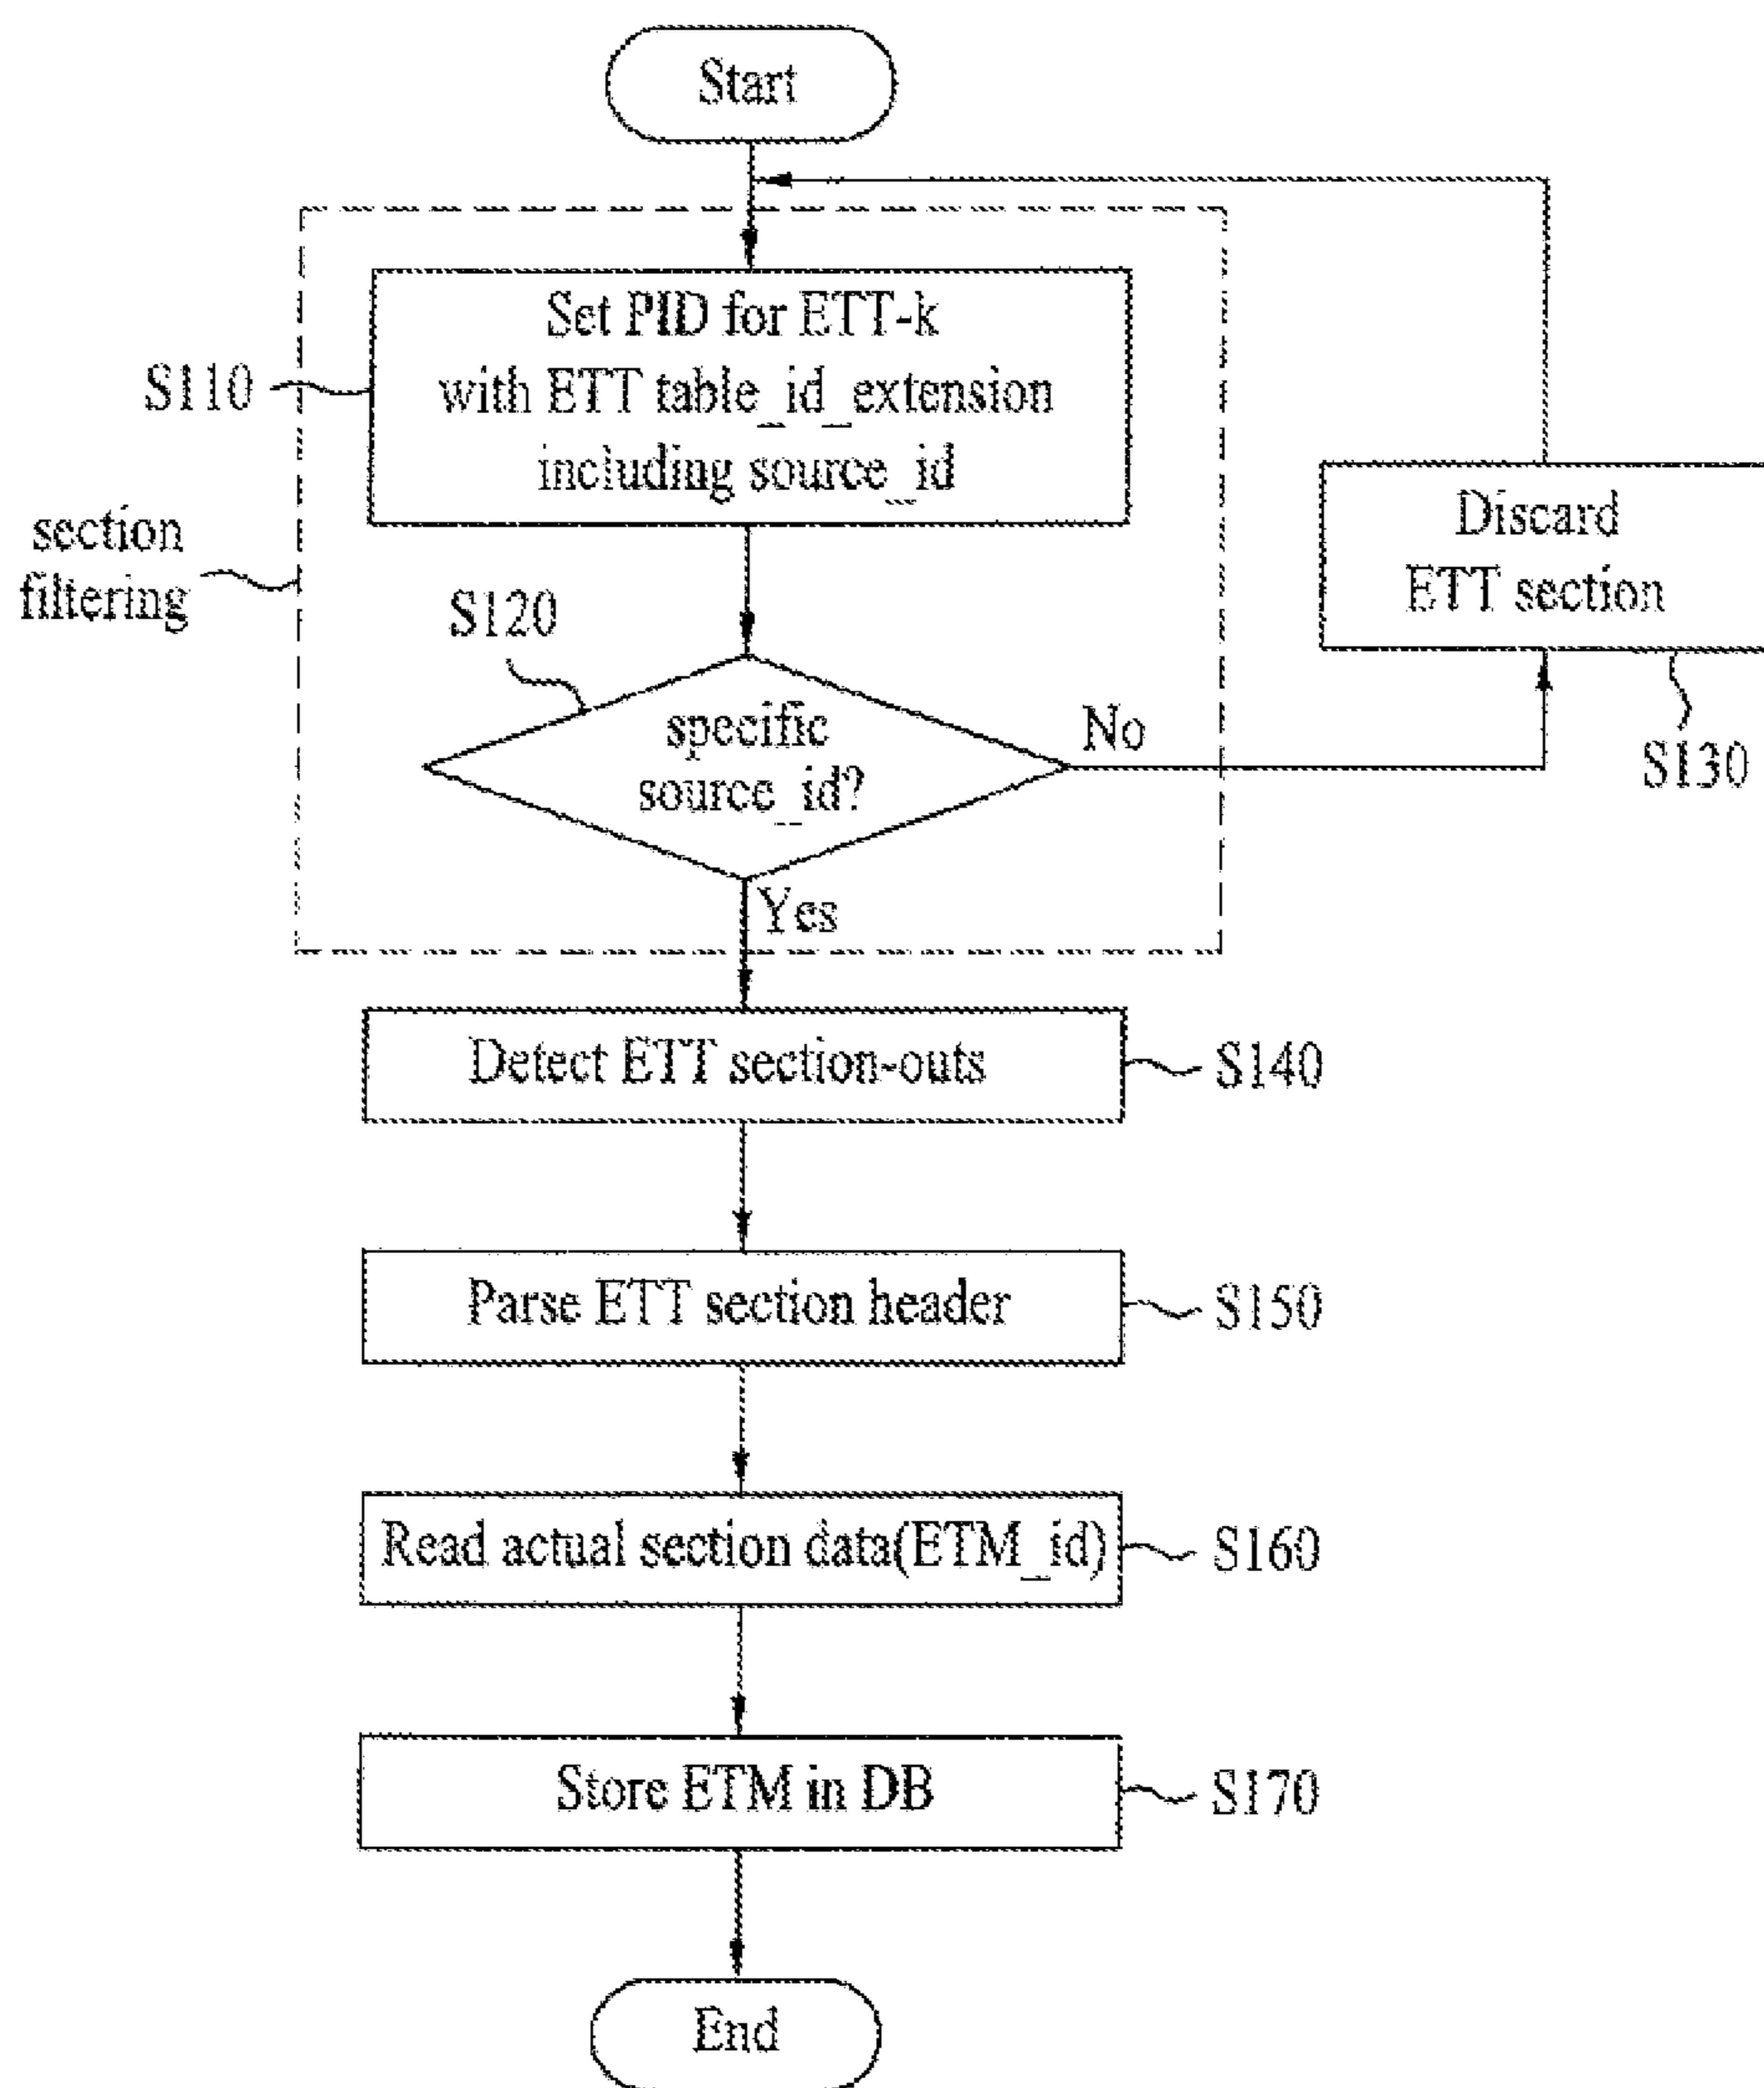 Start
Set PID for ETT-k
with ETT table_id_extension
including source_id
S110
section
filtering
Discard
ETT section
S130
S120
specific
source_id?
No
Yes
Detect ETT section-outs
S140
Parse ETT section header
S150
Read actual section data(ETM_id)
S160
Store ETM in DB
S170
End